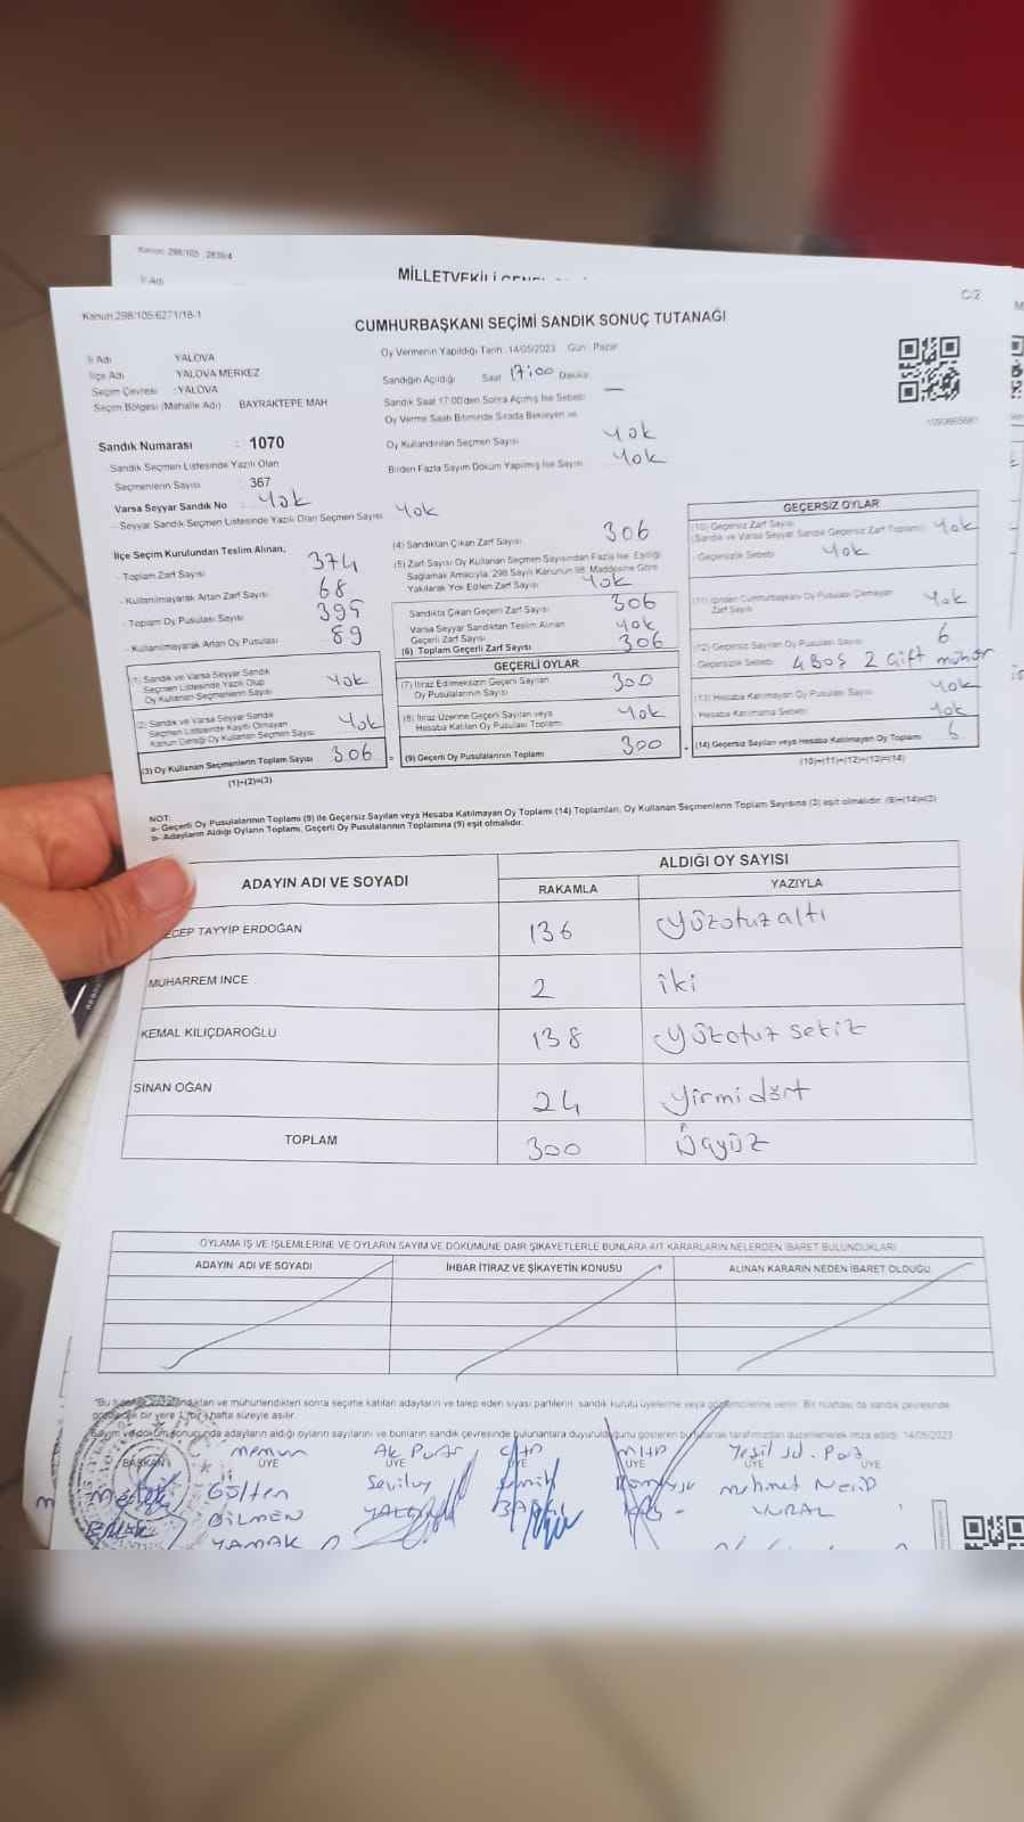 Kanun: 298/105
MİLLETVEKİLİ
İl Adı
C/2
Kanun:298/105-6271/18-1
CUMHURBAŞKANI SEÇİMİ SANDIK SONUÇ TUTANAĞI
İl Adı YALOVA
İlçe Adı YALOVA MERKEZ
Seçim Çevresi :YALOVA
Seçim Bölgesi (Mahalle Adı) BAYRAKTEPE MAH
Oy Vermenin Yapıldığı Tarih :14/05/2023 Gün : Pazar
Sandığın Açıldığı Saat 17:00 Dakika
Sandık Saat 17:00'den Sonra Açımış İse Sebebi —
Oy Verme Saati Bitiminde Sırada Bekleyen ve
Oy Kullandırılan Seçmen Sayısı Yok
Birden Fazla Sayım Döküm Yapılmış İse Sayısı Yok
Sandık Numarası : 1070
Sandık Seçmen Listesinde Yazılı Olan
Seçmenlerin Sayısı : 367
Varsa Seyyar Sandık No Yok
- Seyyar Sandık Seçmen Listesinde Yazılı Olan Seçmen Sayısı Yok
İlçe Seçim Kurulundan Teslim Alınan,
- Toplam Zarf Sayısı 374
- Kullanılmayarak Artan Zarf Sayısı 68
- Toplam Oy Pusulası Sayısı 395
- Kullanılmayarak Artan Oy Pusulası 89
(1) Sandık ve Varsa Seyyar Sandık
Seçmen Listesinde Yazılı Olup
Oy Kullanan Seçmenlerin Sayısı Yok
(2) Sandık ve Varsa Seyyar Sandık
Seçmen Listesinde Kaydı Olmayan
Kanun Gereği Oy Kullanan Seçmen Sayısı Yok
(3) Oy Kullanan Seçmenlerin Toplam Sayısı 306
(1)+(2)=(3)
(4) Sandıktan Çıkan Zarf Sayısı 306
(5) Zarf Sayısı Oy Kullanan Seçmen Sayısından Fazla İse, Eşitliği
Sağlamak Amacıyla, 298 Sayılı Kanunun 98. Maddesine Göre
Yakılarak Yok Edilen Zarf Sayısı Yok
Sandıkta Çıkan Geçerli Zarf Sayısı 306
Varsa Seyyar Sandıktan Teslim Alınan
Geçerli Zarf Sayısı Yok
(6) Toplam Geçerli Zarf Sayısı 306
GEÇERLİ OYLAR
(7) İtiraz Edilmeksizin Geçerli Sayılan
Oy Pusulalarının Sayısı 300
(8) İtiraz Üzerine Geçerli Sayılan veya
Hesaba Katılan Oy Pusulası Toplamı Yok
(9) Geçerli Oy Pusulalarının Toplamı 300
GEÇERSİZ OYLAR
(10) Geçersiz Zarf Sayısı
(Sandık ve Varsa Seyyar Sandık Geçersiz Zarf Toplamı) Yok
- Geçersizlik Sebebi Yok
(11) İçinden Cumhurbaşkanı Oy Pusulası Çıkmayan
Zarf Sayısı Yok
(12) Geçersiz Sayılan Oy Pusulası Sayısı 6
- Geçersizlik Sebebi 4 Boş 2 Çift mühür
(13) Hesaba Katılmayan Oy Pusulası Sayısı Yok
- Hesaba Katılmama Sebebi Yok
(14) Geçersiz Sayılan veya Hesaba Katılmayan Oy Toplamı 6
(10)+(11)+(12)+(13)=(14)
NOT:
a- Geçerli Oy Pusulalarının Toplamı (9) ile Geçersiz Sayılan veya Hesaba Katılmayan Oy Toplamı (14) Toplamları, Oy Kullanan Seçmenlerin Toplam Sayısına (3) eşit olmalıdır. (9)+(14)=(3)
b- Adayların Aldığı Oyların Toplamı, Geçerli Oy Pusulalarının Toplamına (9) eşit olmalıdır.
ADAYIN ADI VE SOYADI ALDIĞI OY SAYISI
RAKAMLA YAZIYLA
ECEP TAYYİP ERDOĞAN 136 Yüzotuzaltı
MUHARREM İNCE 2 iki
KEMAL KILIÇDAROĞLU 138 Yüzotuz sekiz
SİNAN OĞAN 24 Yirmidört
TOPLAM 300 Üçyüz
OYLAMA İŞ VE İŞLEMLERİNE VE OYLARIN SAYIM VE DÖKÜMÜNE DAİR ŞİKAYETLERLE BUNLARA AİT KARARLARIN NELERDEN İBARET BULUNDUKLARI
ADAYIN ADI VE SOYADI İHBAR İTİRAZ VE ŞİKAYETİN KONUSU ALINAN KARARIN NEDEN İBARET OLDUĞU
mühürlendikten sonra seçime katılan adayların ve talep eden siyasi partilerin sandık kurulu üyelerine veya gözlemcilerine verilir. Bir nüshası da sandık çevresinde
bir yere 1 (bir) hafta süreyle asılır.
Sayım ve döküm sonucunda adayların aldığı oyların sayılarını ve bunların sandık çevresinde bulunanlara duyurulduğunu gösteren bu tutanak tarafımızdan düzenlenerek imza edildi. 14/05/2023
BAŞKAN
Memur Ak Parti CHP MHP Yeşil Sol. Parti
ÜYE ÜYE ÜYE ÜYE ÜYE ÜYE
Melek Gülten Sevilay Semih Mehmet Nesib
BİLMEN VURAL
YAMAK